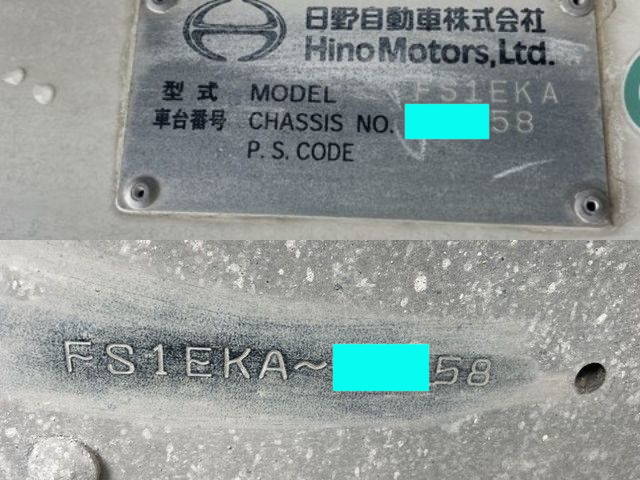 日野自動車株式会社
Hino Motors, Ltd.
型式 MODEL FS1EKA
車台番号 CHASSIS NO. 58
P. S. CODE
FS1EKA~ 58